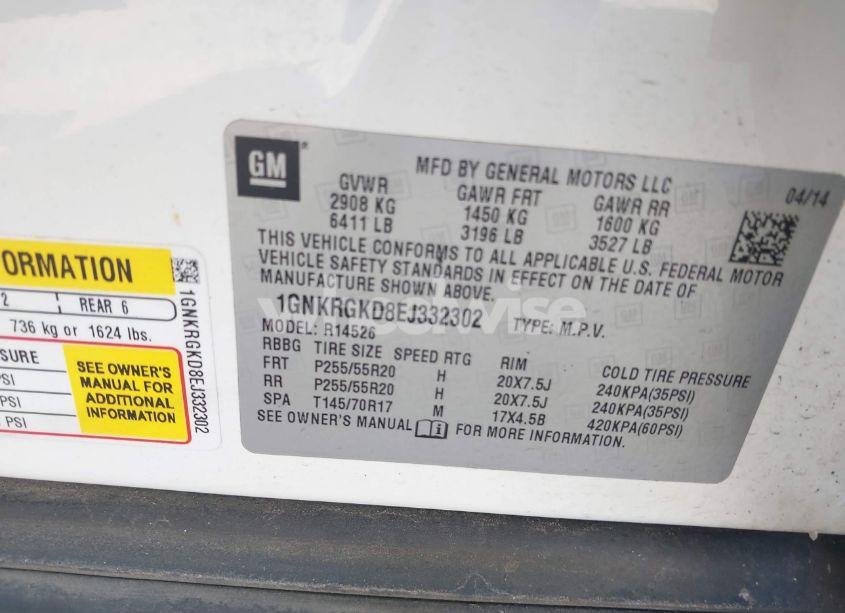 GM
MFD BY GENERAL MOTORS LLC
04/14
GVWR GAWR FRT GAWR RR
2908 KG 1450 KG 1600 KG
6411 LB 3196 LB 3527 LB
THIS VEHICLE CONFORMS TO ALL APPLICABLE U.S. FEDERAL MOTOR
VEHICLE SAFETY STANDARDS IN EFFECT ON THE DATE OF
MANUFACTURE SHOWN ABOVE.
1GNKRGKD8EJ332302 TYPE: M.P.V.
MODEL: R14526
RBBG TIRE SIZE SPEED RTG RIM COLD TIRE PRESSURE
FRT P255/55R20 H 20X7.5J 240KPA(35PSI)
RR P255/55R20 H 20X7.5J 240KPA(35PSI)
SPA T145/70R17 M 17X4.5B 420KPA(60PSI)
SEE OWNER'S MANUAL i FOR MORE INFORMATION.
ORMATION
2 REAR 6
736 kg or 1624 lbs.
SSURE
PSI
PSI
PSI
SEE OWNER'S
MANUAL FOR
ADDITIONAL
INFORMATION
1GNKRGKD8EJ332302